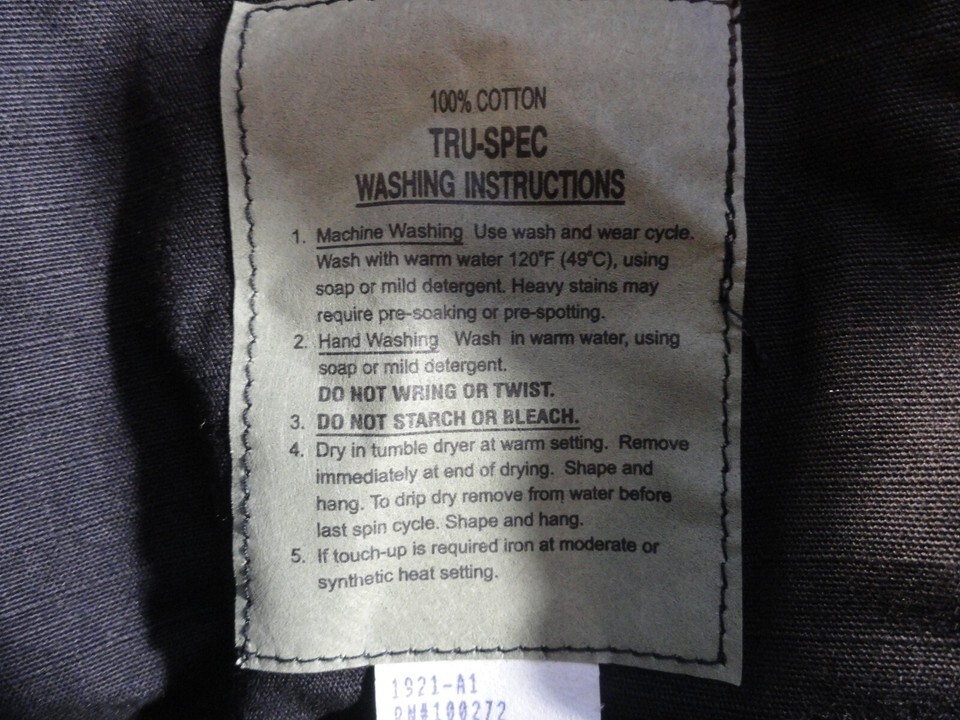 100% COTTON
TRU-SPEC
WASHING INSTRUCTIONS
1. Machine Washing Use wash and wear cycle.
Wash with warm water 120°F (49°C), using
soap or mild detergent. Heavy stains may
require pre-soaking or pre-spotting.
2. Hand Washing Wash in warm water, using
soap or mild detergent.
DO NOT WRING OR TWIST.
3. DO NOT STARCH OR BLEACH.
4. Dry in tumble dryer at warm setting. Remove
immediately at end of drying. Shape and
hang. To drip dry remove from water before
last spin cycle. Shape and hang.
5. If touch-up is required iron at moderate or
synthetic heat setting.
1921-A1
RN#100272